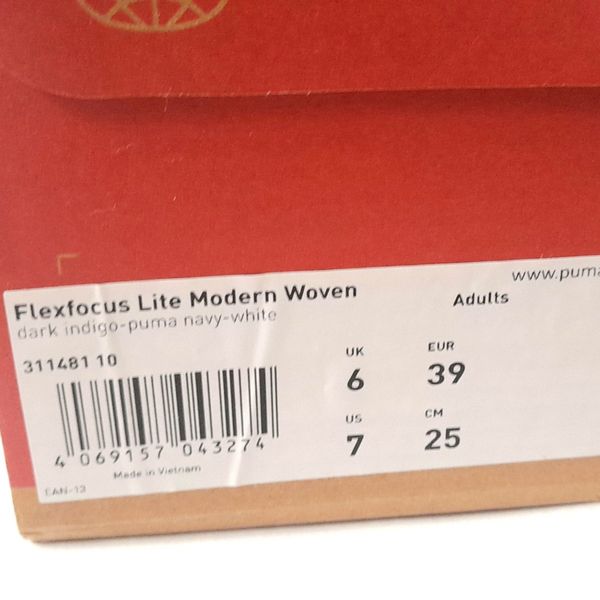 www.puma
Flexfocus Lite Modern Woven
Adults
dark indigo-puma navy-white
311481 10
UK
EUR
6
39
US
CM
7
25
4 069157 043274
Made in Vietnam
EAN-13